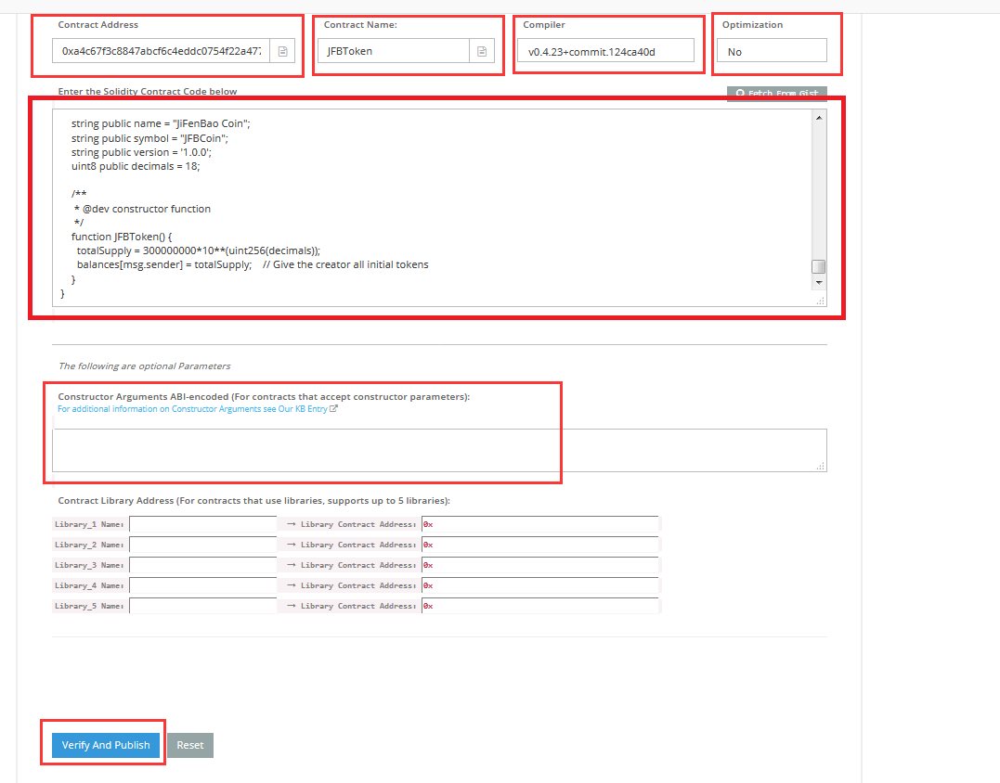 Contract Address
Contract Name:
Compiler
Optimization
0xa4c67f3c8847abcf6c4eddc0754f22a477
JFBToken
v0.4.23+commit.124ca40d
No
Enter the Solidity Contract Code below
Fetch From Gist
string public name = "JiFenBao Coin";
string public symbol = "JFBCoin";
string public version = '1.0.0';
uint8 public decimals = 18;
/**
* @dev constructor function
*/
function JFBToken() {
totalSupply = 300000000*10**(uint256(decimals));
balances[msg.sender] = totalSupply; // Give the creator all initial tokens
}
}
The following are optional Parameters
Constructor Arguments ABI-encoded (For contracts that accept constructor parameters):
For additional information on Constructor Arguments see Our KB Entry
Contract Library Address (For contracts that use libraries, supports up to 5 libraries):
Library_1 Name: → Library Contract Address: 0x
Library_2 Name: → Library Contract Address: 0x
Library_3 Name: → Library Contract Address: 0x
Library_4 Name: → Library Contract Address: 0x
Library_5 Name: → Library Contract Address: 0x
Verify And Publish
Reset